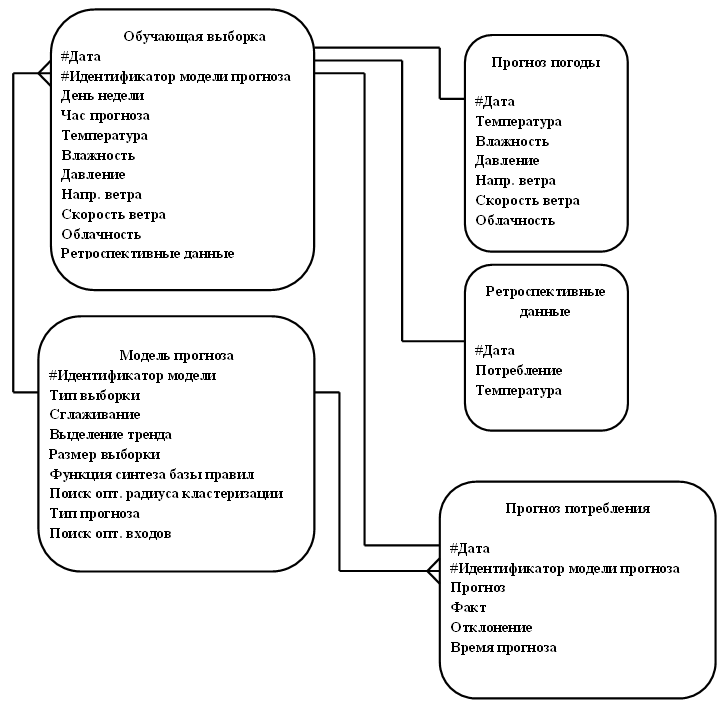 Обучающая выборка
#Дата
#Идентификатор модели прогноза
День недели
Час прогноза
Температура
Влажность
Давление
Напр. ветра
Скорость ветра
Облачность
Ретроспективные данные
Прогноз погоды
#Дата
Температура
Влажность
Давление
Напр. ветра
Скорость ветра
Облачность
Ретроспективные
данные
#Дата
Потребление
Температура
Модель прогноза
#Идентификатор модели
Тип выборки
Сглаживание
Выделение тренда
Размер выборки
Функция синтеза базы правил
Поиск опт. радиуса кластеризации
Тип прогноза
Поиск опт. входов
Прогноз потребления
#Дата
#Идентификатор модели прогноза
Прогноз
Факт
Отклонение
Время прогноза